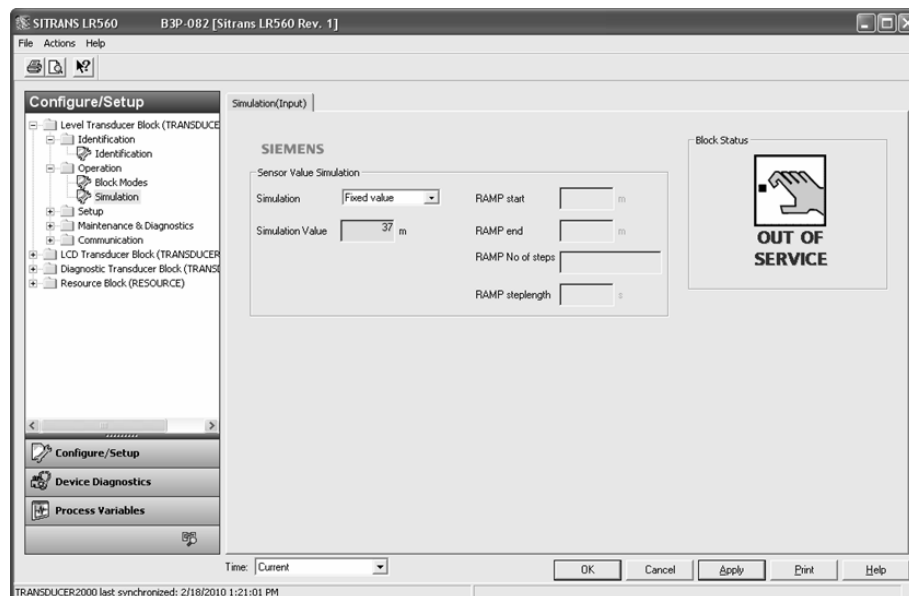 SITRANS LR560 B3P-082 [Sitrans LR560 Rev. 1]
File Actions Help
Configure/Setup
Level Transducer Block (TRANSDUCE
Identification
Identification
Operation
Block Modes
Simulation
Setup
Maintenance & Diagnostics
Communication
LCD Transducer Block (TRANSDUCER
Diagnostic Transducer Block (TRANSD
Resource Block (RESOURCE)
Configure/Setup
Device Diagnostics
Process Variables
Simulation(Input)
SIEMENS
Sensor Value Simulation
Simulation Fixed value
Simulation Value 37 m
RAMP start m
RAMP end m
RAMP No of steps
RAMP steplength s
Block Status
OUT OF
SERVICE
Time: Current
OK Cancel Apply Print Help
TRANSDUCER2000 last synchronized: 2/18/2010 1:21:01 PM